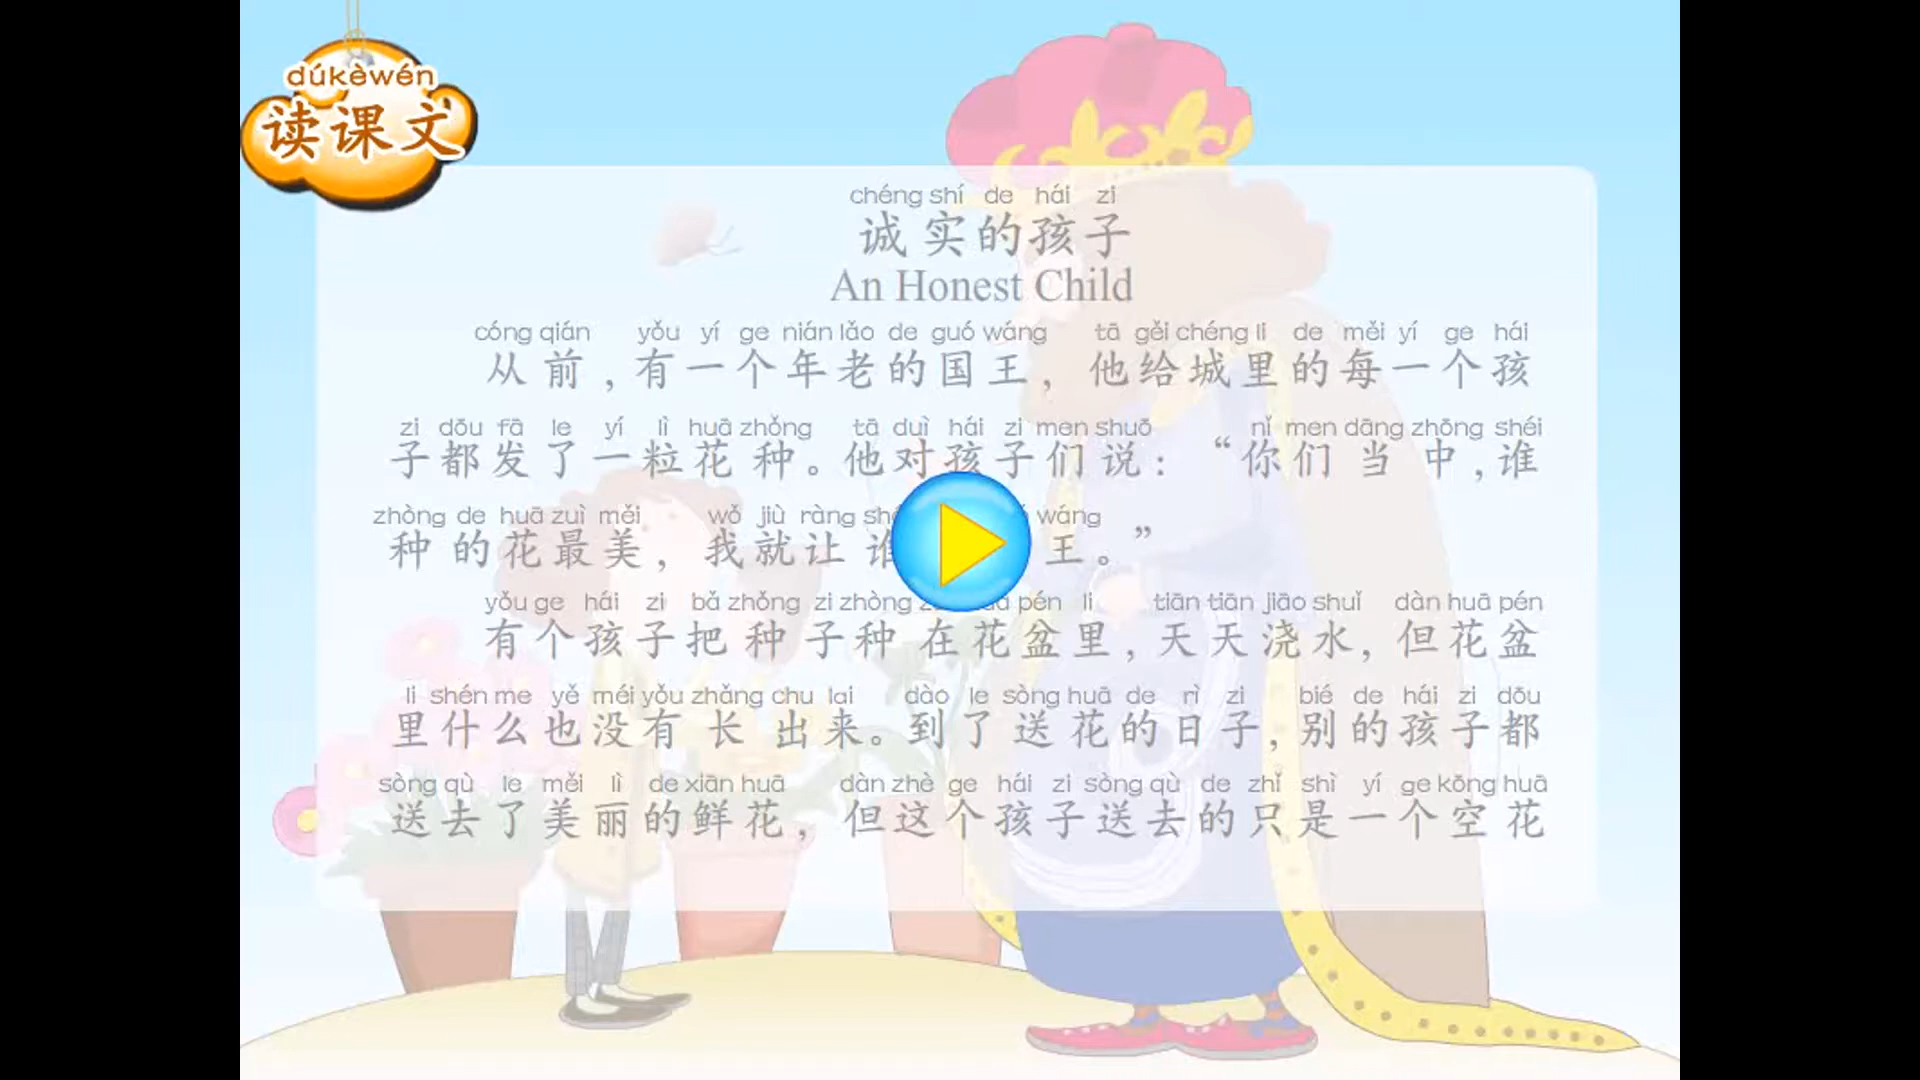 dúkèwén
读课文
chéng shí de hái zi
诚实的孩子
An Honest Child
cóng qián yǒu yí ge nián lǎo de guó wáng tā gěi chéng li de měi yí ge hái
从前，有一个年老的国王，他给城里的每一个孩
zi dōu fā le yí lì huā zhǒng tā duì hái zi men shuō nǐ men dāng zhōng shéi
子都发了一粒花种。他对孩子们说：“你们当中，谁
zhòng de huā zuì měi wǒ jiù ràng wáng
种的花最美，我就让谁王。”
yǒu ge hái zi bǎ zhǒng zi zhòng pén li tiān tiān jiāo shuǐ dàn huā pén
有个孩子把种子种在花盆里，天天浇水，但花盆
li shén me yě méi yǒu zhǎng chu lai dào le sòng huā de rì zi bié de hái zi dōu
里什么也没有长出来。到了送花的日子，别的孩子都
sòng qù le měi lì de xiān huā dàn zhè ge hái zi sòng qù de zhǐ shì yí ge kōng huā
送去了美丽的鲜花，但这个孩子送去的只是一个空花